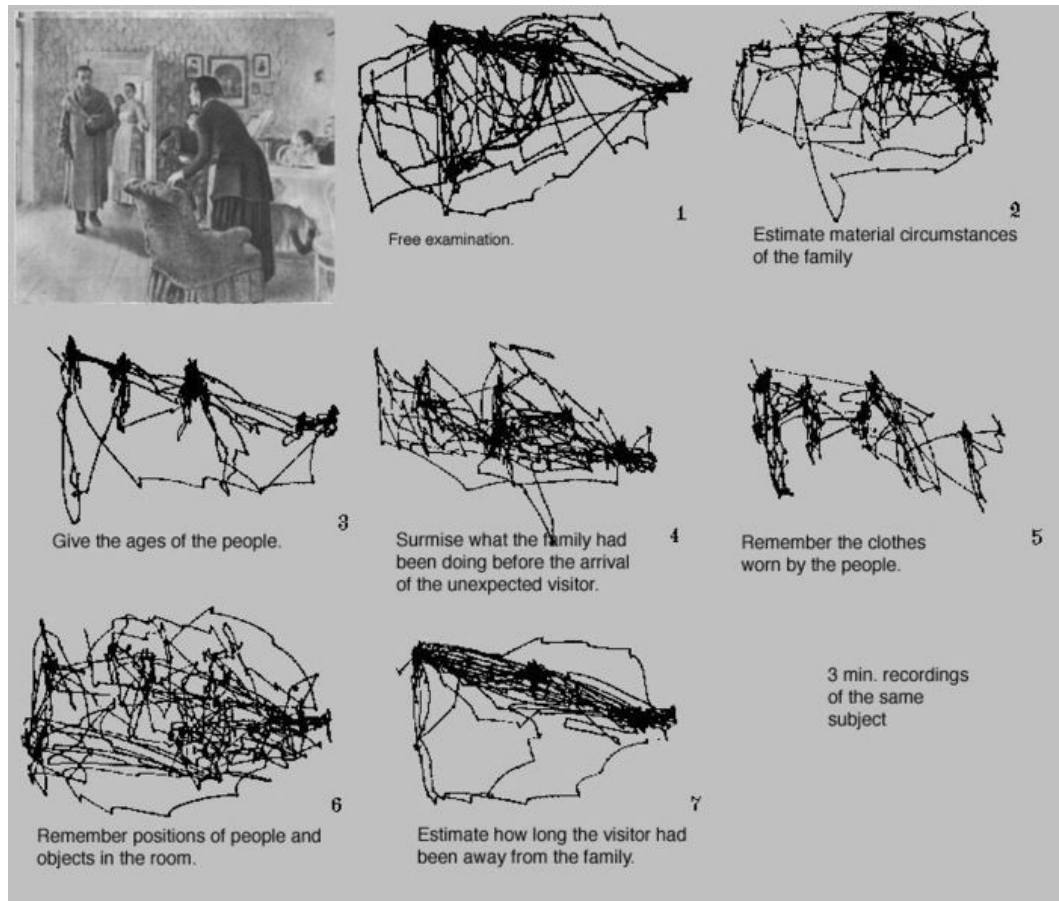 1
Free examination.
2
Estimate material circumstances
of the family
3
Give the ages of the people.
4
Surmise what the family had
been doing before the arrival
of the unexpected visitor.
5
Remember the clothes
worn by the people.
6
Remember positions of people and
objects in the room.
7
Estimate how long the visitor had
been away from the family.
3 min. recordings
of the same
subject